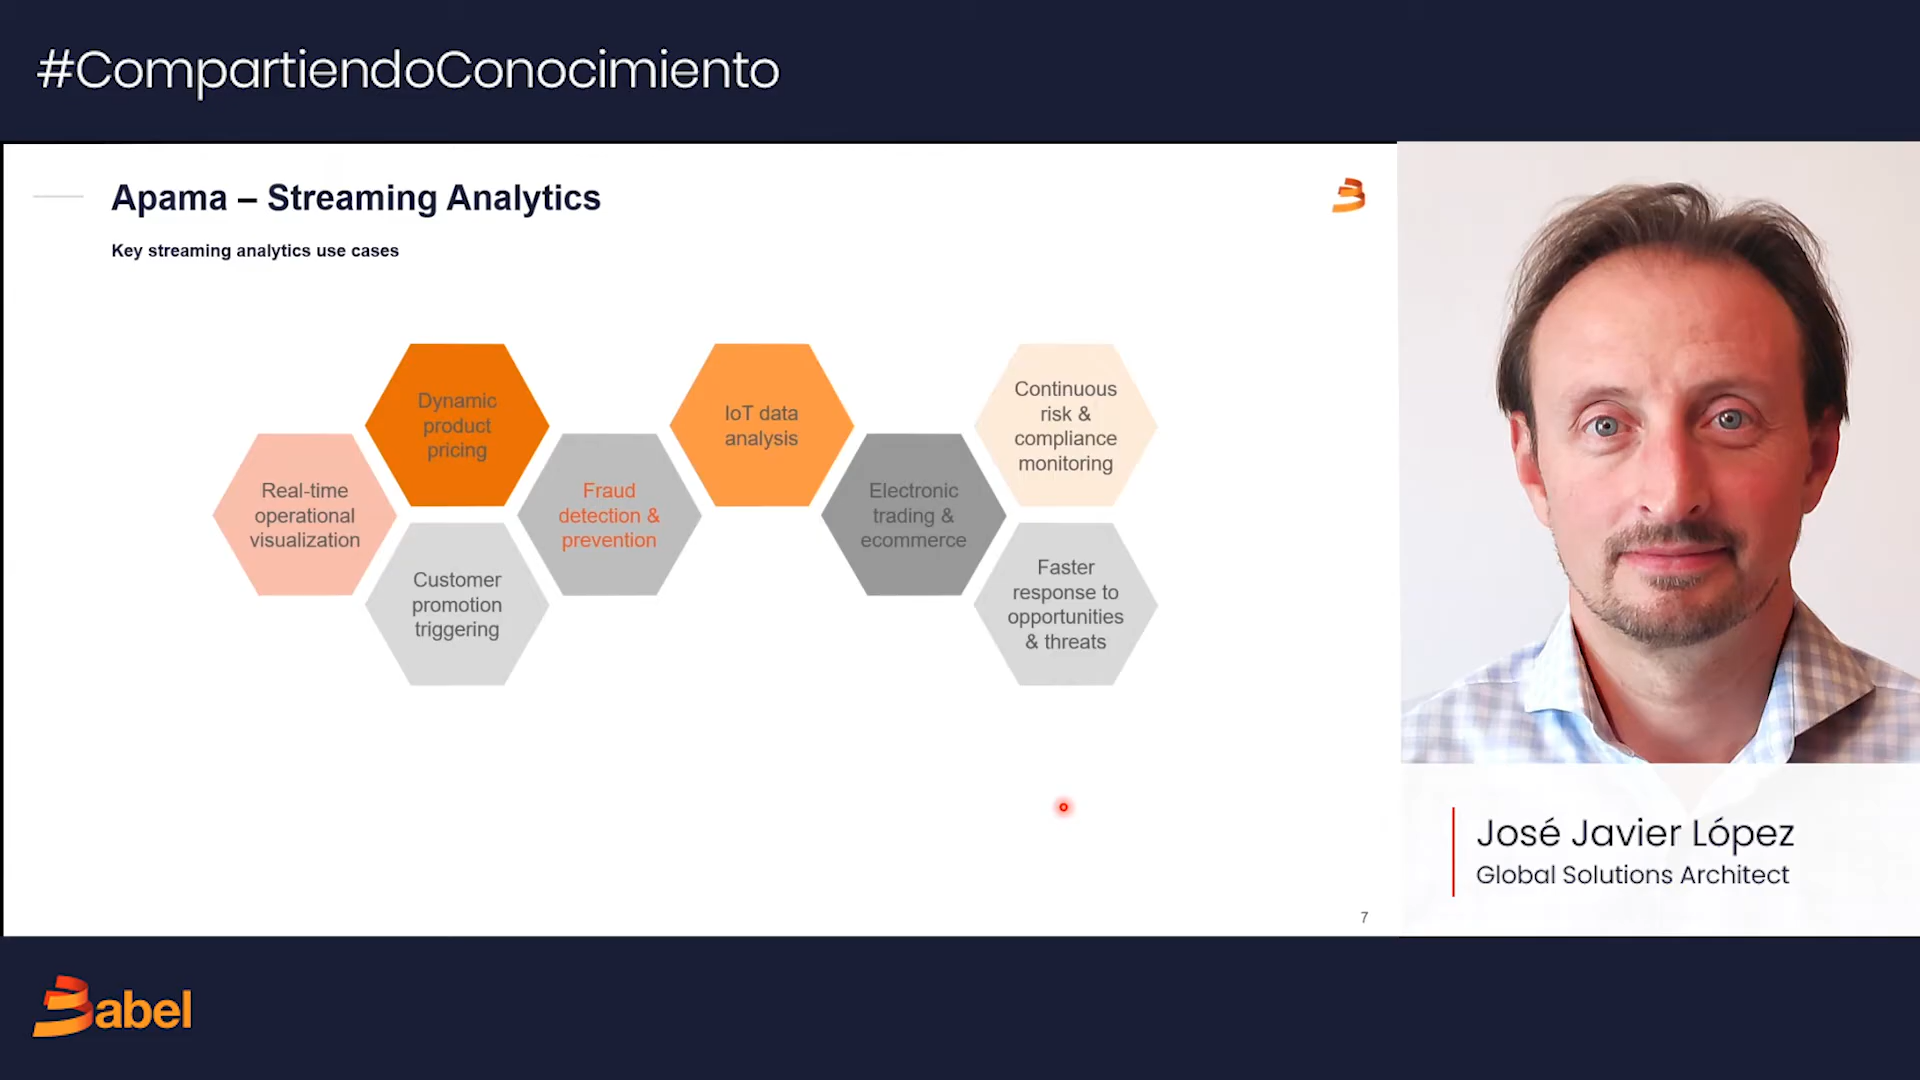 #CompartiendoConocimiento
Apama – Streaming Analytics
Key streaming analytics use cases
Real-time
operational
visualization
Dynamic
product
pricing
Customer
promotion
triggering
Fraud
detection &
prevention
IoT data
analysis
Electronic
trading &
ecommerce
Continuous
risk &
compliance
monitoring
Faster
response to
opportunities
& threats
7
José Javier López
Global Solutions Architect
Babel